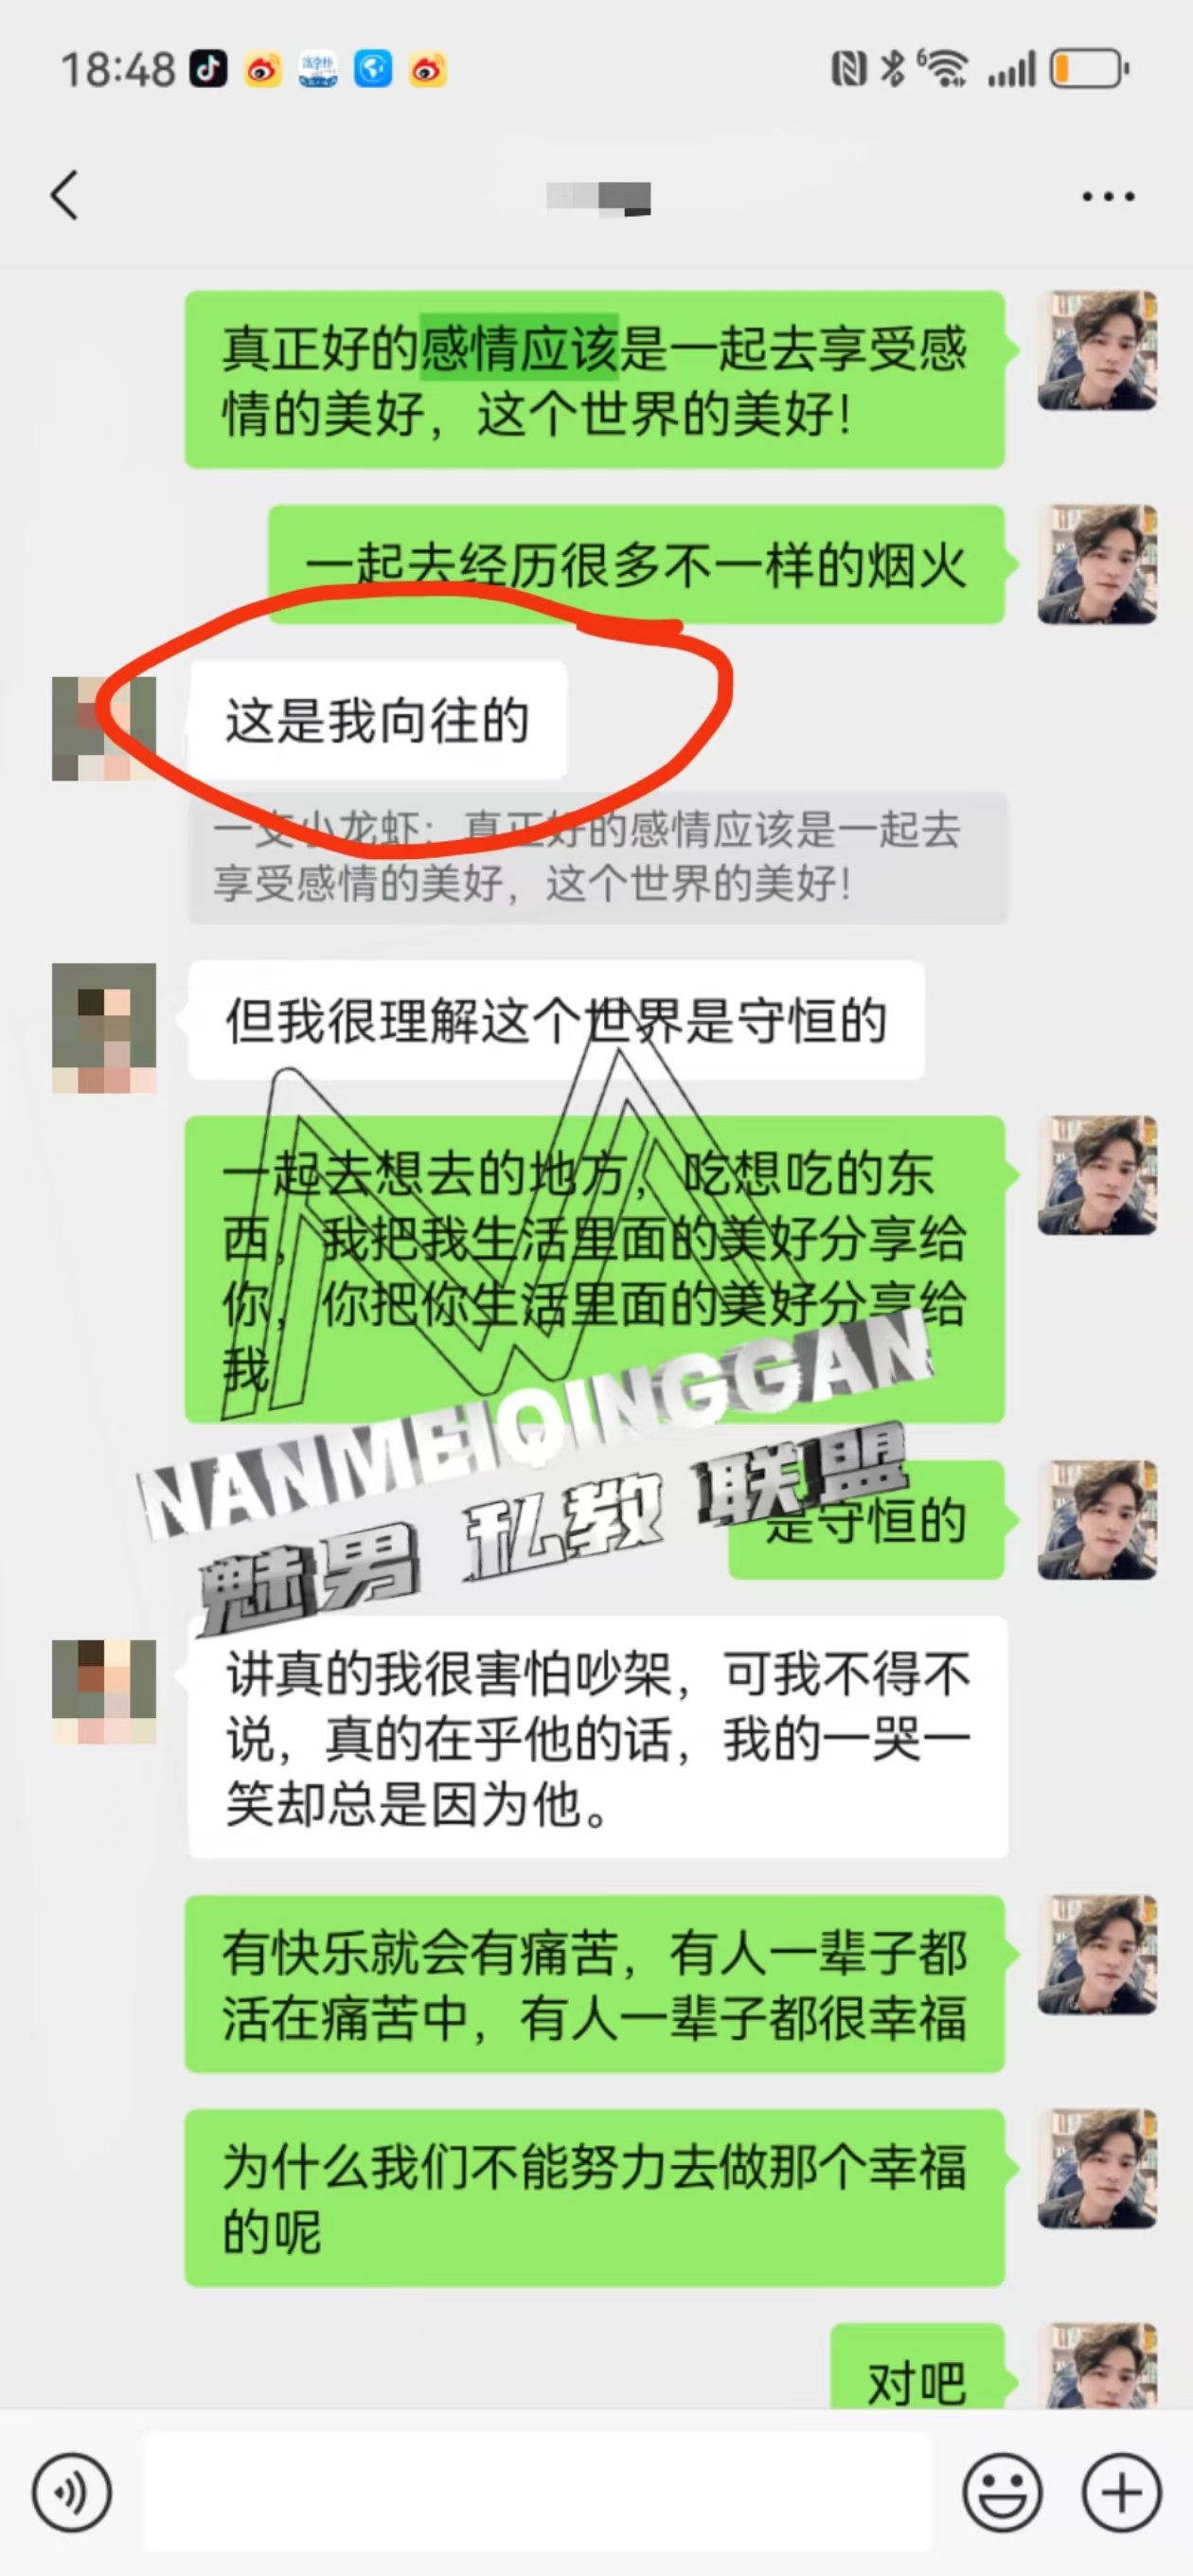 18:48
真正好的感情应该是一起去享受感
情的美好，这个世界的美好！
一起去经历很多不一样的烟火
这是我向往的
一支小龙虾：真正好的感情应该是一起去
享受感情的美好，这个世界的美好！
但我很理解这个世界是守恒的
一起去想去的地方，吃想吃的东
西，我把我生活里面的美好分享给
你，你把你生活里面的美好分享给
我
NANMEIQINGGAN
魅男 私教 联盟
是守恒的
讲真的我很害怕吵架，可我不得不
说，真的在乎他的话，我的一哭一
笑却总是因为他。
有快乐就会有痛苦，有人一辈子都
活在痛苦中，有人一辈子都很幸福
为什么我们不能努力去做那个幸福
的呢
对吧